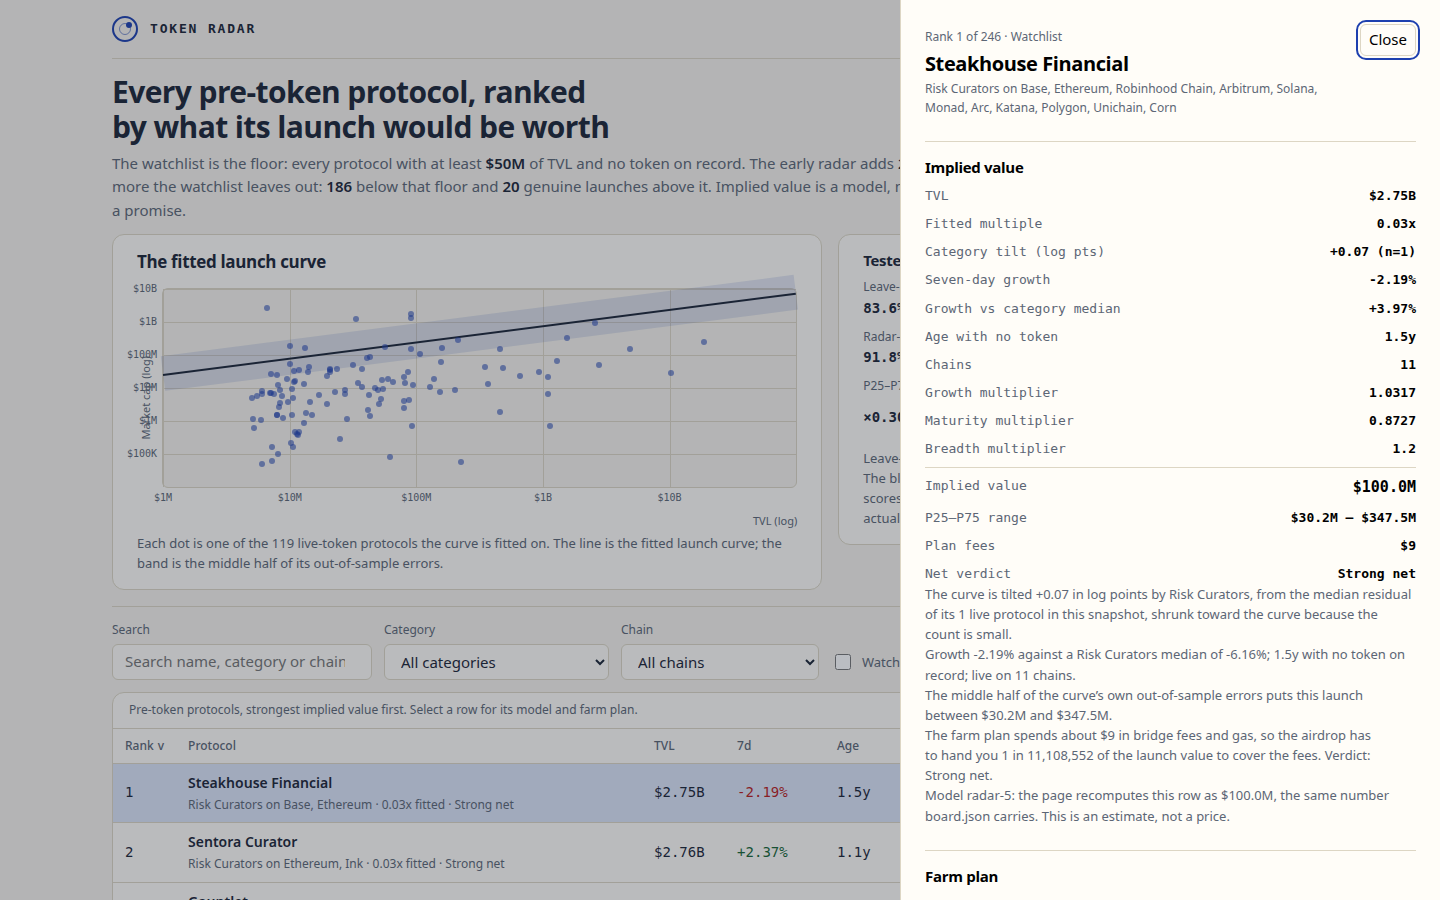 TOKEN RADAR
Every pre-token protocol, ranked
by what its launch would be worth
The watchlist is the floor: every protocol with at least $50M of TVL and no token on record. The early radar adds
more the watchlist leaves out: 186 below that floor and 20 genuine launches above it. Implied value is a model,
a promise.
The fitted launch curve
$10B
$1B
$100M
$10M
$1M
$100K
Market cap (log)
$1M
$10M
$100M
$1B
$10B
TVL (log)
Each dot is one of the 119 live-token protocols the curve is fitted on. The line is the fitted launch curve; the
band is the middle half of its out-of-sample errors.
Teste
Leave-
83.6%
Radar-
91.8%
P25–P7
×0.30
Leave-
The bl
scores
actual
Search
Search name, category or chain
Category
All categories
Chain
All chains
Watch
Pre-token protocols, strongest implied value first. Select a row for its model and farm plan.
Rank v
Protocol
TVL
7d
Age
1
Steakhouse Financial
Risk Curators on Base, Ethereum · 0.03x fitted · Strong net
$2.75B
-2.19%
1.5y
2
Sentora Curator
Risk Curators on Ethereum, Ink · 0.03x fitted · Strong net
$2.76B
+2.37%
1.1y
Rank 1 of 246 · Watchlist
Close
Steakhouse Financial
Risk Curators on Base, Ethereum, Robinhood Chain, Arbitrum, Solana,
Monad, Arc, Katana, Polygon, Unichain, Corn
Implied value
TVL $2.75B
Fitted multiple 0.03x
Category tilt (log pts) +0.07 (n=1)
Seven-day growth -2.19%
Growth vs category median +3.97%
Age with no token 1.5y
Chains 11
Growth multiplier 1.0317
Maturity multiplier 0.8727
Breadth multiplier 1.2
Implied value $100.0M
P25–P75 range $30.2M – $347.5M
Plan fees $9
Net verdict Strong net
The curve is tilted +0.07 in log points by Risk Curators, from the median residual
of its 1 live protocol in this snapshot, shrunk toward the curve because the
count is small.
Growth -2.19% against a Risk Curators median of -6.16%; 1.5y with no token on
record; live on 11 chains.
The middle half of the curve's own out-of-sample errors puts this launch
between $30.2M and $347.5M.
The farm plan spends about $9 in bridge fees and gas, so the airdrop has
to hand you 1 in 11,108,552 of the launch value to cover the fees. Verdict:
Strong net.
Model radar-5: the page recomputes this row as $100.0M, the same number
board.json carries. This is an estimate, not a price.
Farm plan